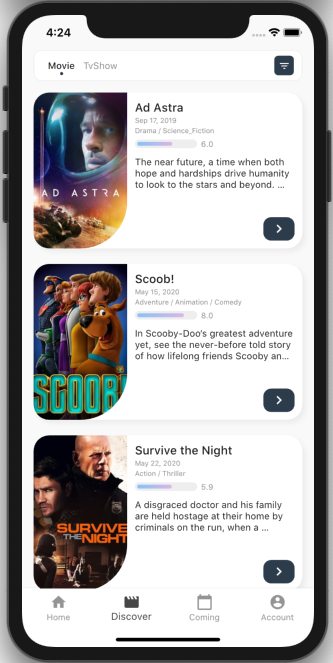 4:24
Movie TvShow
Ad Astra
Sep 17, 2019
Drama / Science_Fiction
6.0
The near future, a time when both
hope and hardships drive humanity
to look to the stars and beyond. ...
AD ASTRA
Scoob!
May 15, 2020
Adventure / Animation / Comedy
8.0
In Scooby-Doo's greatest adventure
yet, see the never-before told story
of how lifelong friends Scooby an...
SCOOB!
Survive the Night
May 22, 2020
Action / Thriller
5.9
A disgraced doctor and his family
are held hostage at their home by
criminals on the run, when a ...
SURVIVE
THE NIGHT
Home Discover Coming Account